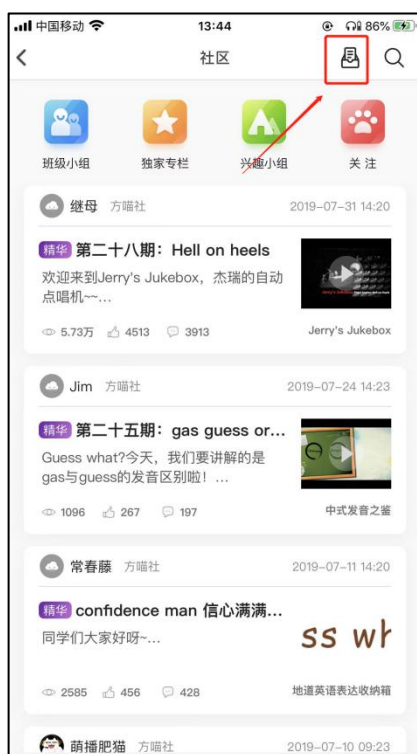 中国移动 13:44 86%
社区
班级小组 独家专栏 兴趣小组 关注
继母 方喵社 2019-07-31 14:20
精华 第二十八期：Hell on heels
欢迎来到Jerry's Jukebox，杰瑞的自动
点唱机~~...
5.73万 4513 3913 Jerry's Jukebox
Jim 方喵社 2019-07-24 14:23
精华 第二十五期：gas guess or...
Guess what?今天，我们要讲解的是
gas与guess的发音区别啦！...
1096 267 197 中式发音之鉴
常春藤 方喵社 2019-07-11 14:20
精华 confidence man 信心满满...
同学们大家好呀~...
ss wh
2585 456 428 地道英语表达收纳箱
萌播肥猫 方喵社 2019-07-10 09:23